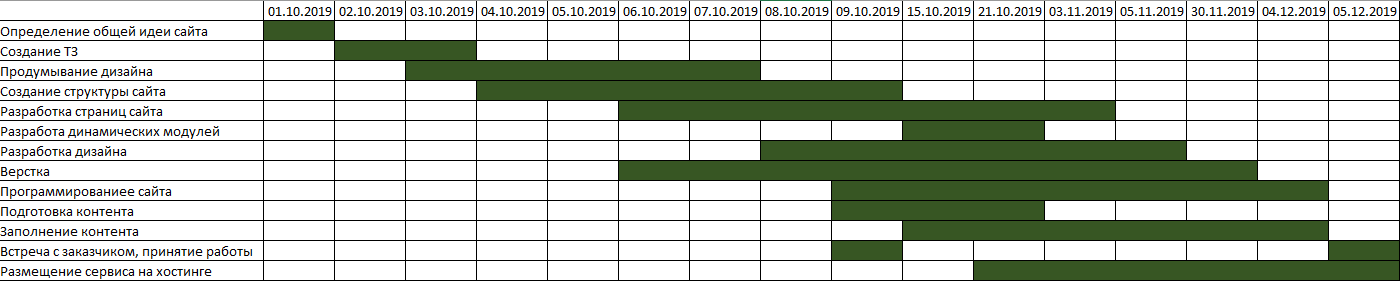 01.10.2019 02.10.2019 03.10.2019 04.10.2019 05.10.2019 06.10.2019 07.10.2019 08.10.2019 09.10.2019 15.10.2019 21.10.2019 03.11.2019 05.11.2019 30.11.2019 04.12.2019 05.12.2019
Определение общей идеи сайта
Создание ТЗ
Продумывание дизайна
Создание структуры сайта
Разработка страниц сайта
Разработа динамических модулей
Разработка дизайна
Верстка
Программированиее сайта
Подготовка контента
Заполнение контента
Встреча с заказчиком, принятие работы
Размещение сервиса на хостинге